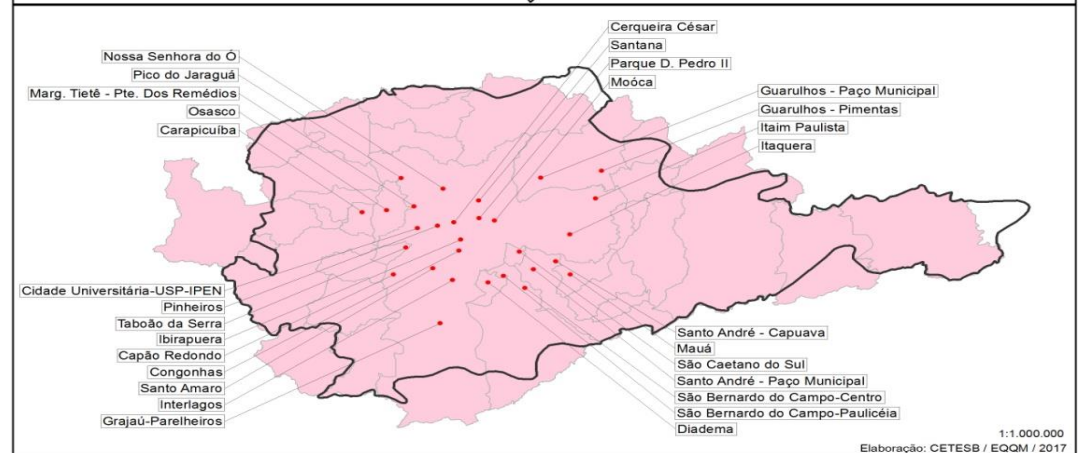 Cerqueira César
Santana
Parque D. Pedro II
Moóca
Nossa Senhora do Ó
Pico do Jaraguá
Marg. Tietê - Pte. Dos Remédios
Osasco
Carapicuíba
Guarulhos - Paço Municipal
Guarulhos - Pimentas
Itaim Paulista
Itaquera
Cidade Universitária-USP-IPEN
Pinheiros
Taboão da Serra
Ibirapuera
Capão Redondo
Congonhas
Santo Amaro
Interlagos
Grajaú-Parelheiros
Santo André - Capuava
Mauá
São Caetano do Sul
Santo André - Paço Municipal
São Bernardo do Campo-Centro
São Bernardo do Campo-Paulicéia
Diadema
1:1.000.000
Elaboração: CETESB / EQQM / 2017